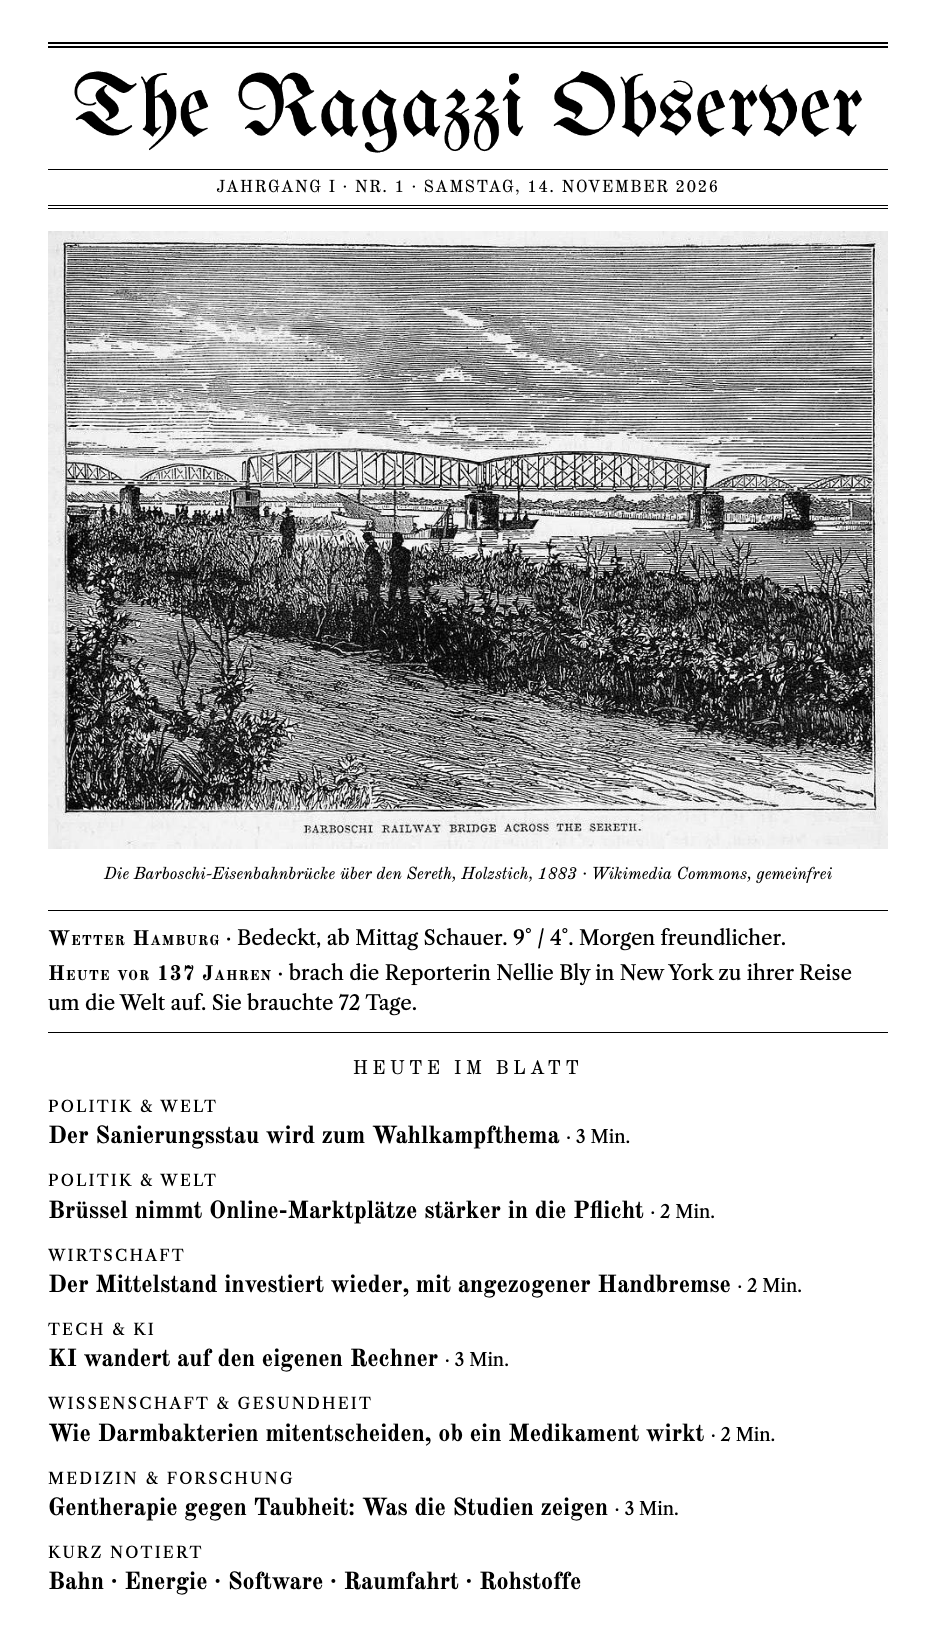 The Ragazzi Observer
JAHRGANG I · NR. 1 · SAMSTAG, 14. NOVEMBER 2026
BARBOSCHI RAILWAY BRIDGE ACROSS THE SERETH.
Die Barboschi-Eisenbahnbrücke über den Sereth, Holzstich, 1883 · Wikimedia Commons, gemeinfrei
Wetter Hamburg · Bedeckt, ab Mittag Schauer. 9° / 4°. Morgen freundlicher.
Heute vor 137 Jahren · brach die Reporterin Nellie Bly in New York zu ihrer Reise
um die Welt auf. Sie brauchte 72 Tage.
HEUTE IM BLATT
POLITIK & WELT
Der Sanierungsstau wird zum Wahlkampfthema · 3 Min.
POLITIK & WELT
Brüssel nimmt Online-Marktplätze stärker in die Pflicht · 2 Min.
WIRTSCHAFT
Der Mittelstand investiert wieder, mit angezogener Handbremse · 2 Min.
TECH & KI
KI wandert auf den eigenen Rechner · 3 Min.
WISSENSCHAFT & GESUNDHEIT
Wie Darmbakterien mitentscheiden, ob ein Medikament wirkt · 2 Min.
MEDIZIN & FORSCHUNG
Gentherapie gegen Taubheit: Was die Studien zeigen · 3 Min.
KURZ NOTIERT
Bahn · Energie · Software · Raumfahrt · Rohstoffe